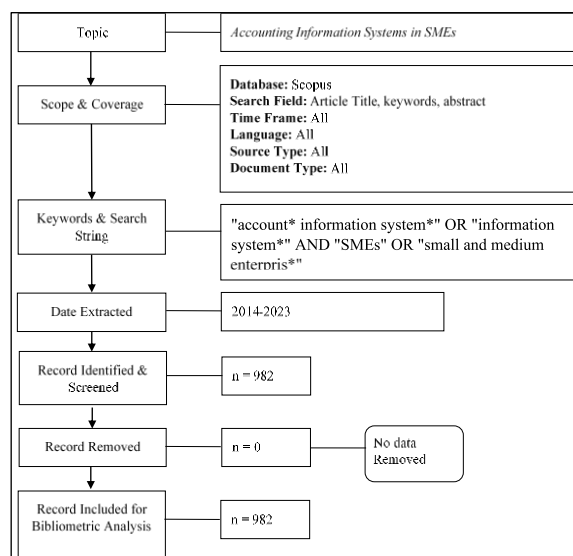 Topic
Accounting Information Systems in SMEs
Scope & Coverage
Database: Scopus
Search Field: Article Title, keywords, abstract
Time Frame: All
Language: All
Source Type: All
Document Type: All
Keywords & Search
String
"account* information system*" OR "information
system*" AND "SMEs" OR "small and medium
enterpris*"
Date Extracted
2014-2023
Record Identified &
Screened
n = 982
Record Removed
n = 0
No data
Removed
Record Included for
Bibliometric Analysis
n = 982